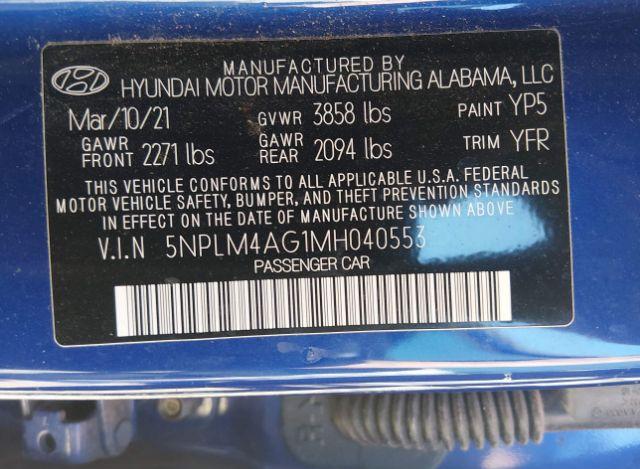 MANUFACTURED BY
HYUNDAI MOTOR MANUFACTURING ALABAMA, LLC
Mar/10/21 GVWR 3858 lbs PAINT YP5
GAWR FRONT 2271 lbs GAWR REAR 2094 lbs TRIM YFR
THIS VEHICLE CONFORMS TO ALL APPLICABLE U.S.A. FEDERAL
MOTOR VEHICLE SAFETY, BUMPER, AND THEFT PREVENTION STANDARDS
IN EFFECT ON THE DATE OF MANUFACTURE SHOWN ABOVE
V.I.N 5NPLM4AG1MH040553
PASSENGER CAR